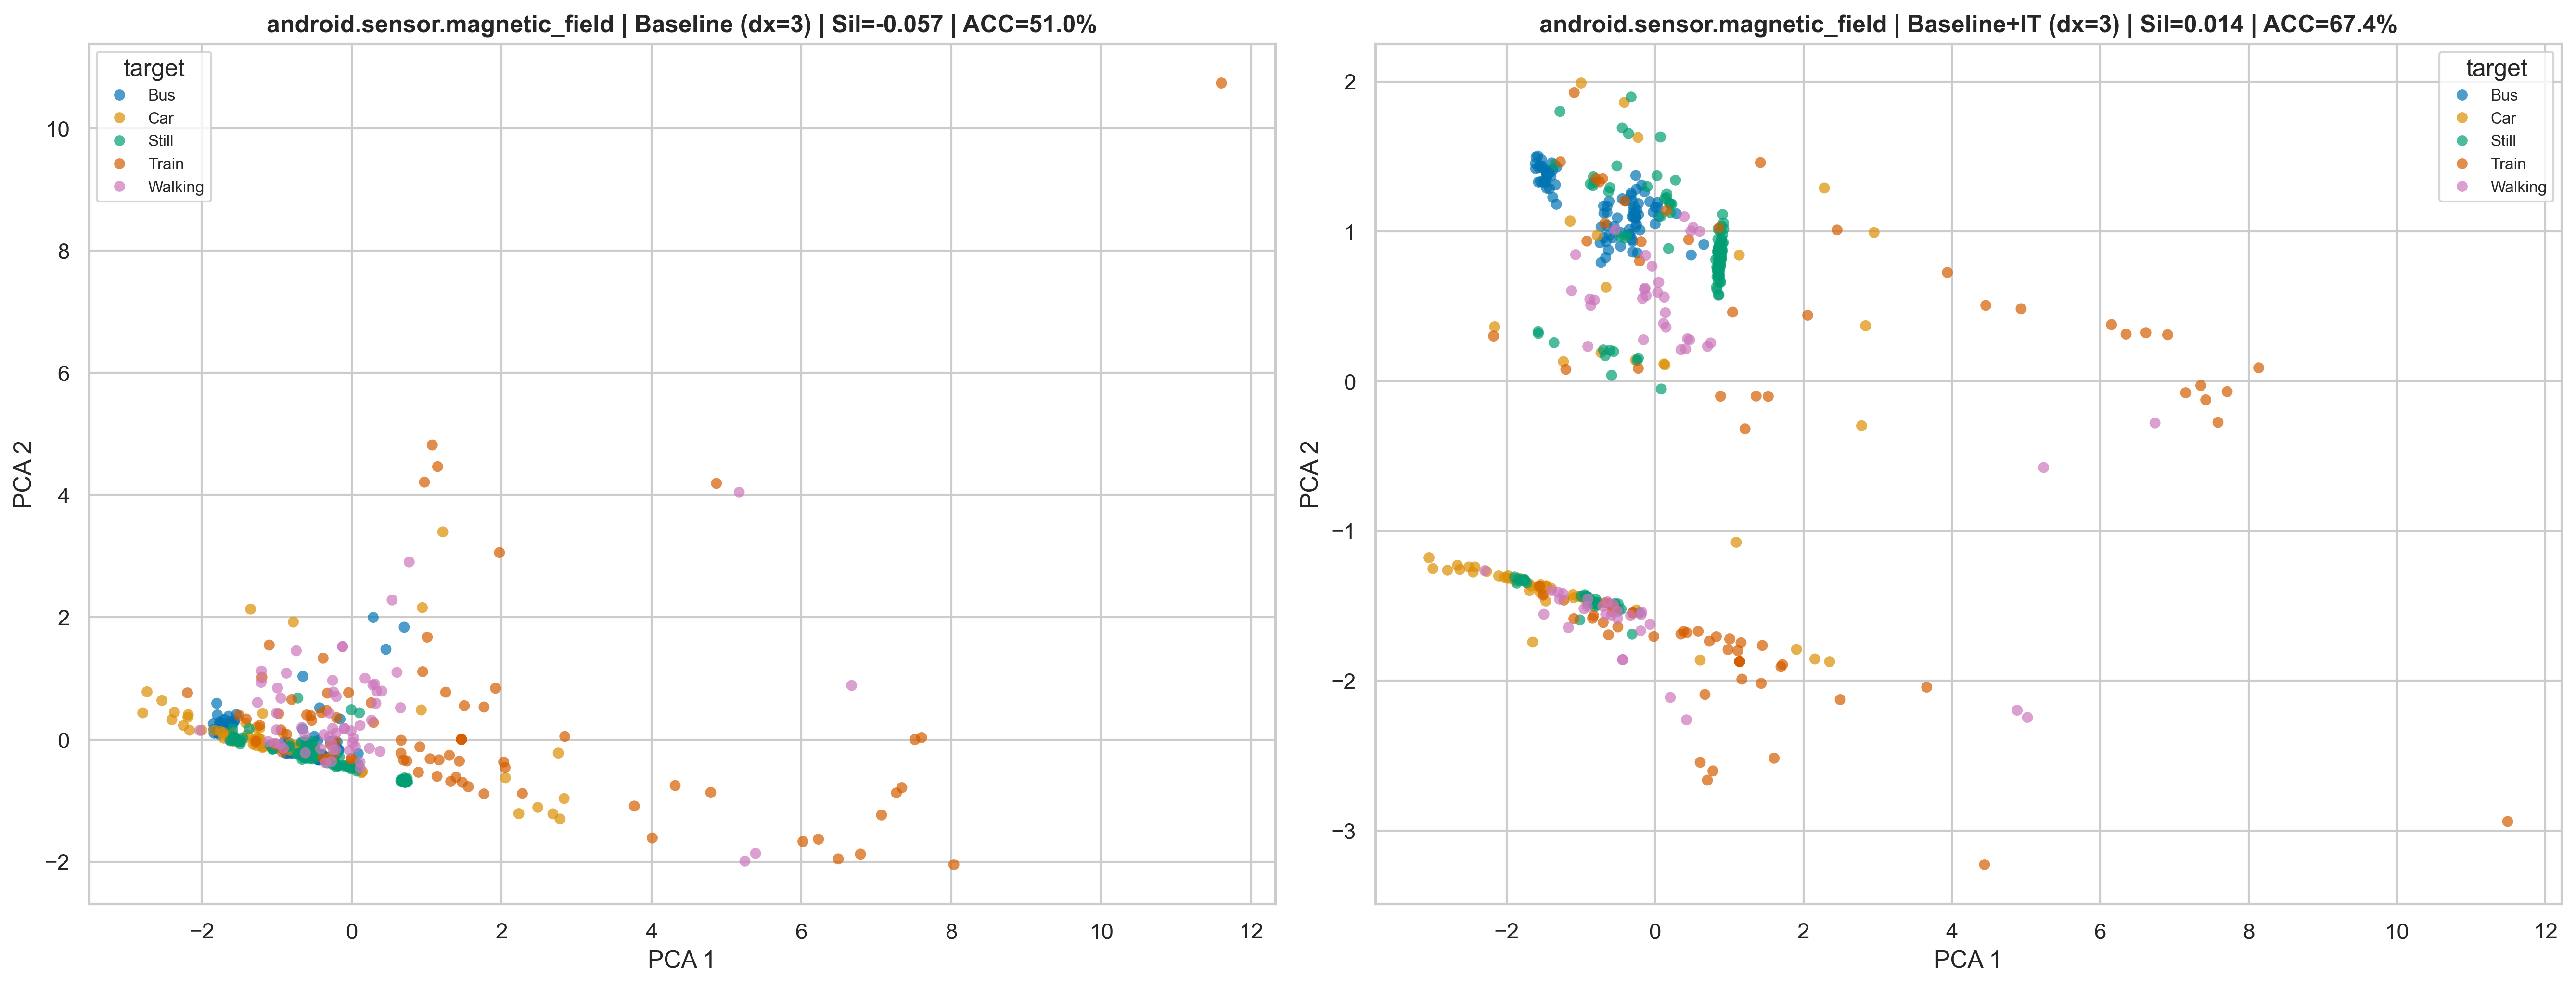 android.sensor.magnetic_field | Baseline (dx=3) | Sil=-0.057 | ACC=51.0%
target
Bus
Car
Still
Train
Walking
10
8
6
4
2
0
−2
PCA 2
−2 0 2 4 6 8 10 12
PCA 1
android.sensor.magnetic_field | Baseline+IT (dx=3) | Sil=0.014 | ACC=67.4%
target
Bus
Car
Still
Train
Walking
2
1
0
−1
−2
−3
PCA 2
−2 0 2 4 6 8 10 12
PCA 1